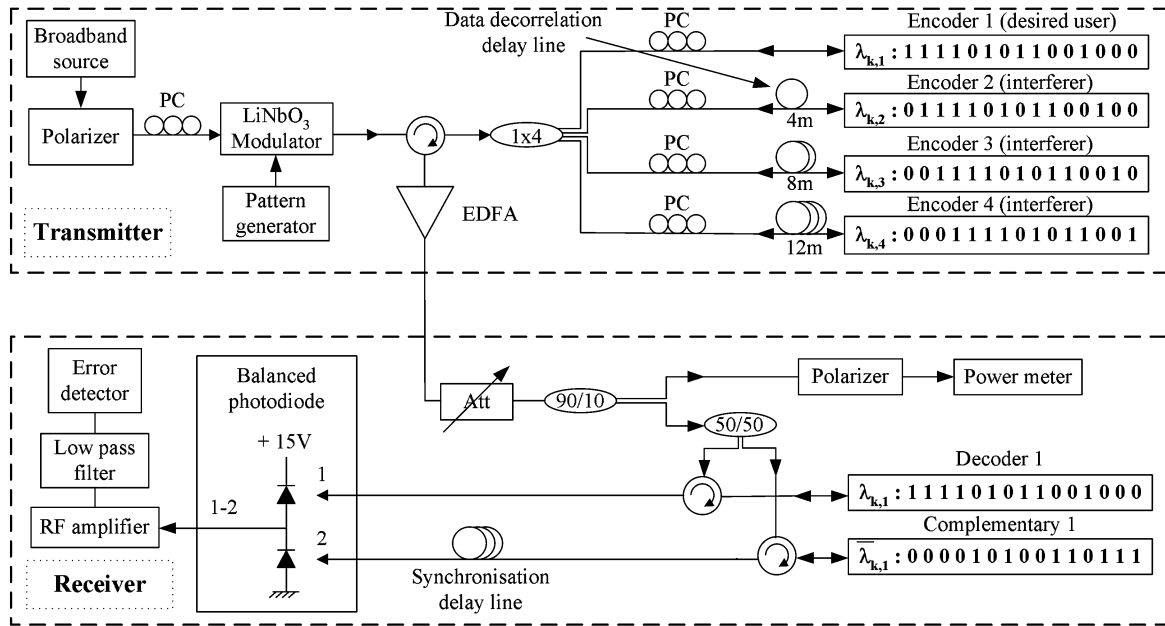 Broadband
source
Polarizer
PC
LiNbO3
Modulator
Pattern
generator
Transmitter
EDFA
1x4
Data decorrelation
delay line
PC
Encoder 1 (desired user)
λk,1 : 1 1 1 1 0 1 0 1 1 0 0 1 0 0 0
PC
4m
Encoder 2 (interferer)
λk,2 : 0 1 1 1 1 0 1 0 1 1 0 0 1 0 0
PC
8m
Encoder 3 (interferer)
λk,3 : 0 0 1 1 1 1 0 1 0 1 1 0 0 1 0
PC
12m
Encoder 4 (interferer)
λk,4 : 0 0 0 1 1 1 1 0 1 0 1 1 0 0 1
Error
detector
Low pass
filter
RF amplifier
Receiver
Balanced
photodiode
+ 15V
1-2
1
2
Synchronisation
delay line
Att
90/10
50/50
Polarizer
Power meter
Decoder 1
λk,1 : 1 1 1 1 0 1 0 1 1 0 0 1 0 0 0
Complementary 1
λ̅k,1 : 0 0 0 0 1 0 1 0 0 1 1 0 1 1 1